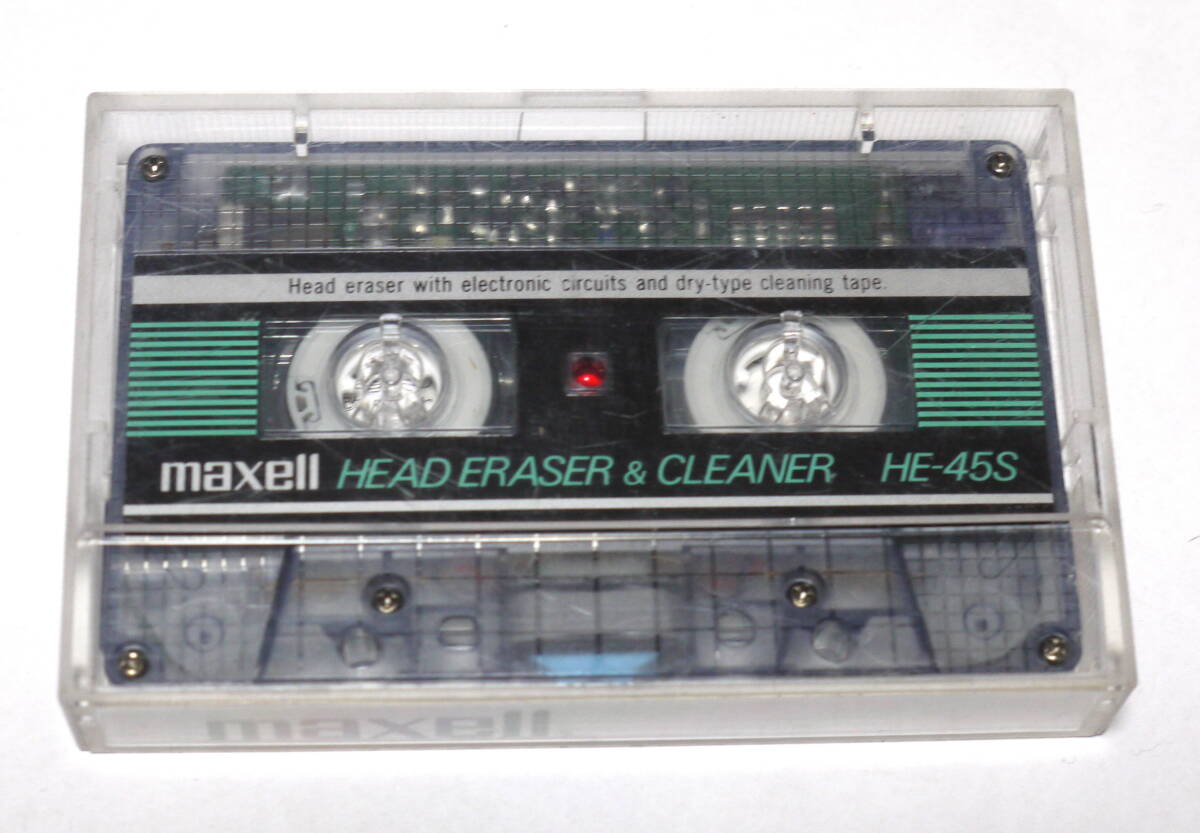 Head eraser with electronic circuits and dry-type cleaning tape.
maxell HEAD ERASER & CLEANER HE-45S
maxell